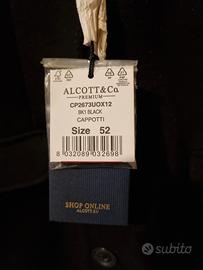 ALCOTT&Co
PREMIUM
CP2673UOX12
BK1 BLACK
CAPPOTTI
Size 52
8 032089 032698
SHOP ONLINE
ALCOTT.EU
subito